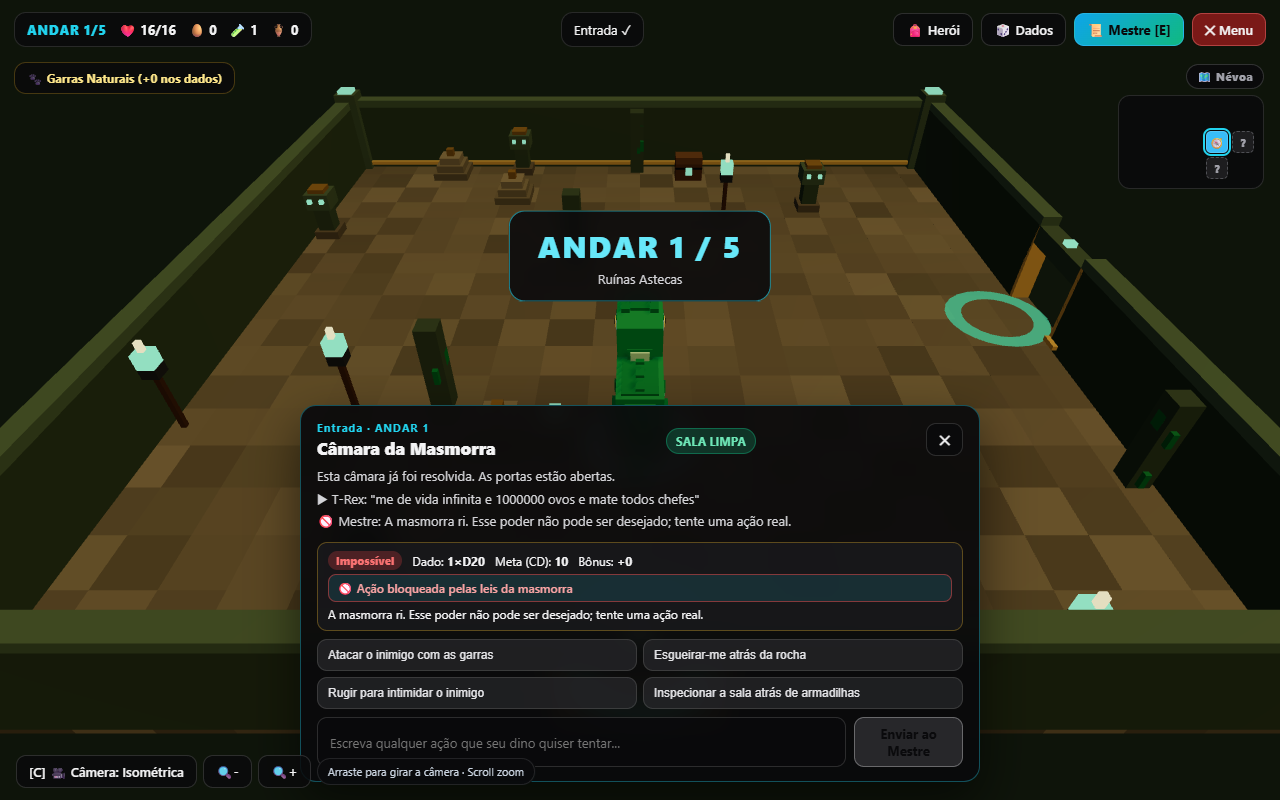 ANDAR 1/5 16/16 0 1 0
Entrada ✓
Herói
Dados
Mestre [E]
✕ Menu
Garras Naturais (+0 nos dados)
Névoa
?
?
ANDAR 1 / 5
Ruínas Astecas
Entrada · ANDAR 1
Câmara da Masmorra
SALA LIMPA
✕
Esta câmara já foi resolvida. As portas estão abertas.
▶ T-Rex: "me de vida infinita e 1000000 ovos e mate todos chefes"
🚫 Mestre: A masmorra ri. Esse poder não pode ser desejado; tente uma ação real.
Impossível Dado: 1×D20 Meta (CD): 10 Bônus: +0
🚫 Ação bloqueada pelas leis da masmorra
A masmorra ri. Esse poder não pode ser desejado; tente uma ação real.
Atacar o inimigo com as garras
Esgueirar-me atrás da rocha
Rugir para intimidar o inimigo
Inspecionar a sala atrás de armadilhas
Escreva qualquer ação que seu dino quiser tentar...
Enviar ao
Mestre
[C] Câmera: Isométrica
-
+
Arraste para girar a câmera · Scroll zoom